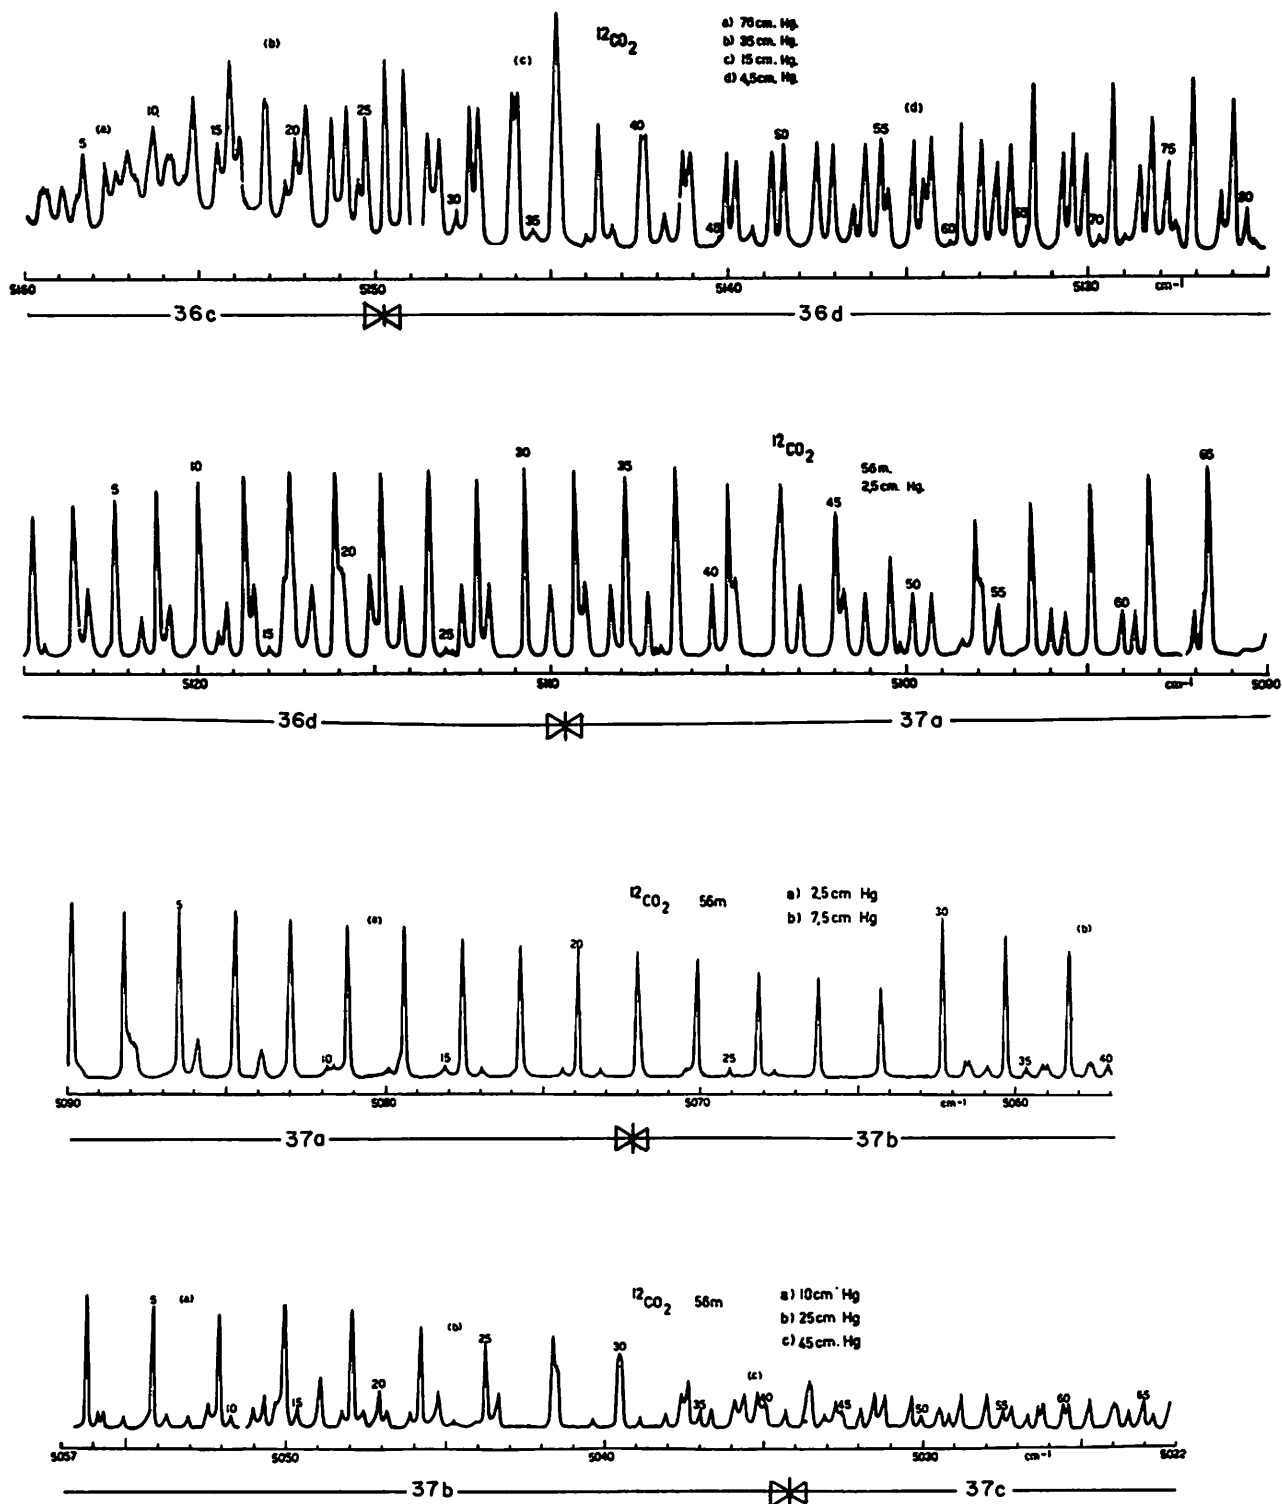 ¹²CO₂
a) 76 cm. Hg.
b) 35 cm. Hg.
c) 15 cm. Hg.
d) 4,5 cm. Hg.
(a) (b) (c) (d)
5 10 15 20 25 30 35 40 45 50 55 60 65 70 75 80
5160 5150 5140 5130 cm⁻¹
36c 36d
¹²CO₂
56 m.
2,5 cm. Hg.
5 10 15 20 25 30 35 40 45 50 55 60 65
5120 5110 5100 cm⁻¹ 5090
36d 37a
¹²CO₂ 56m
a) 2,5 cm Hg
b) 7,5 cm Hg
(a) (b)
5 10 15 20 25 30 35 40
5090 5080 5070 cm⁻¹ 5060
37a 37b
¹²CO₂ 56m
a) 10 cm Hg
b) 25 cm Hg
c) 45 cm. Hg
(a) (b) (c)
5 10 15 20 25 30 35 40 45 50 55 60 65
5057 5050 5040 5030 cm⁻¹ 5022
37b 37c